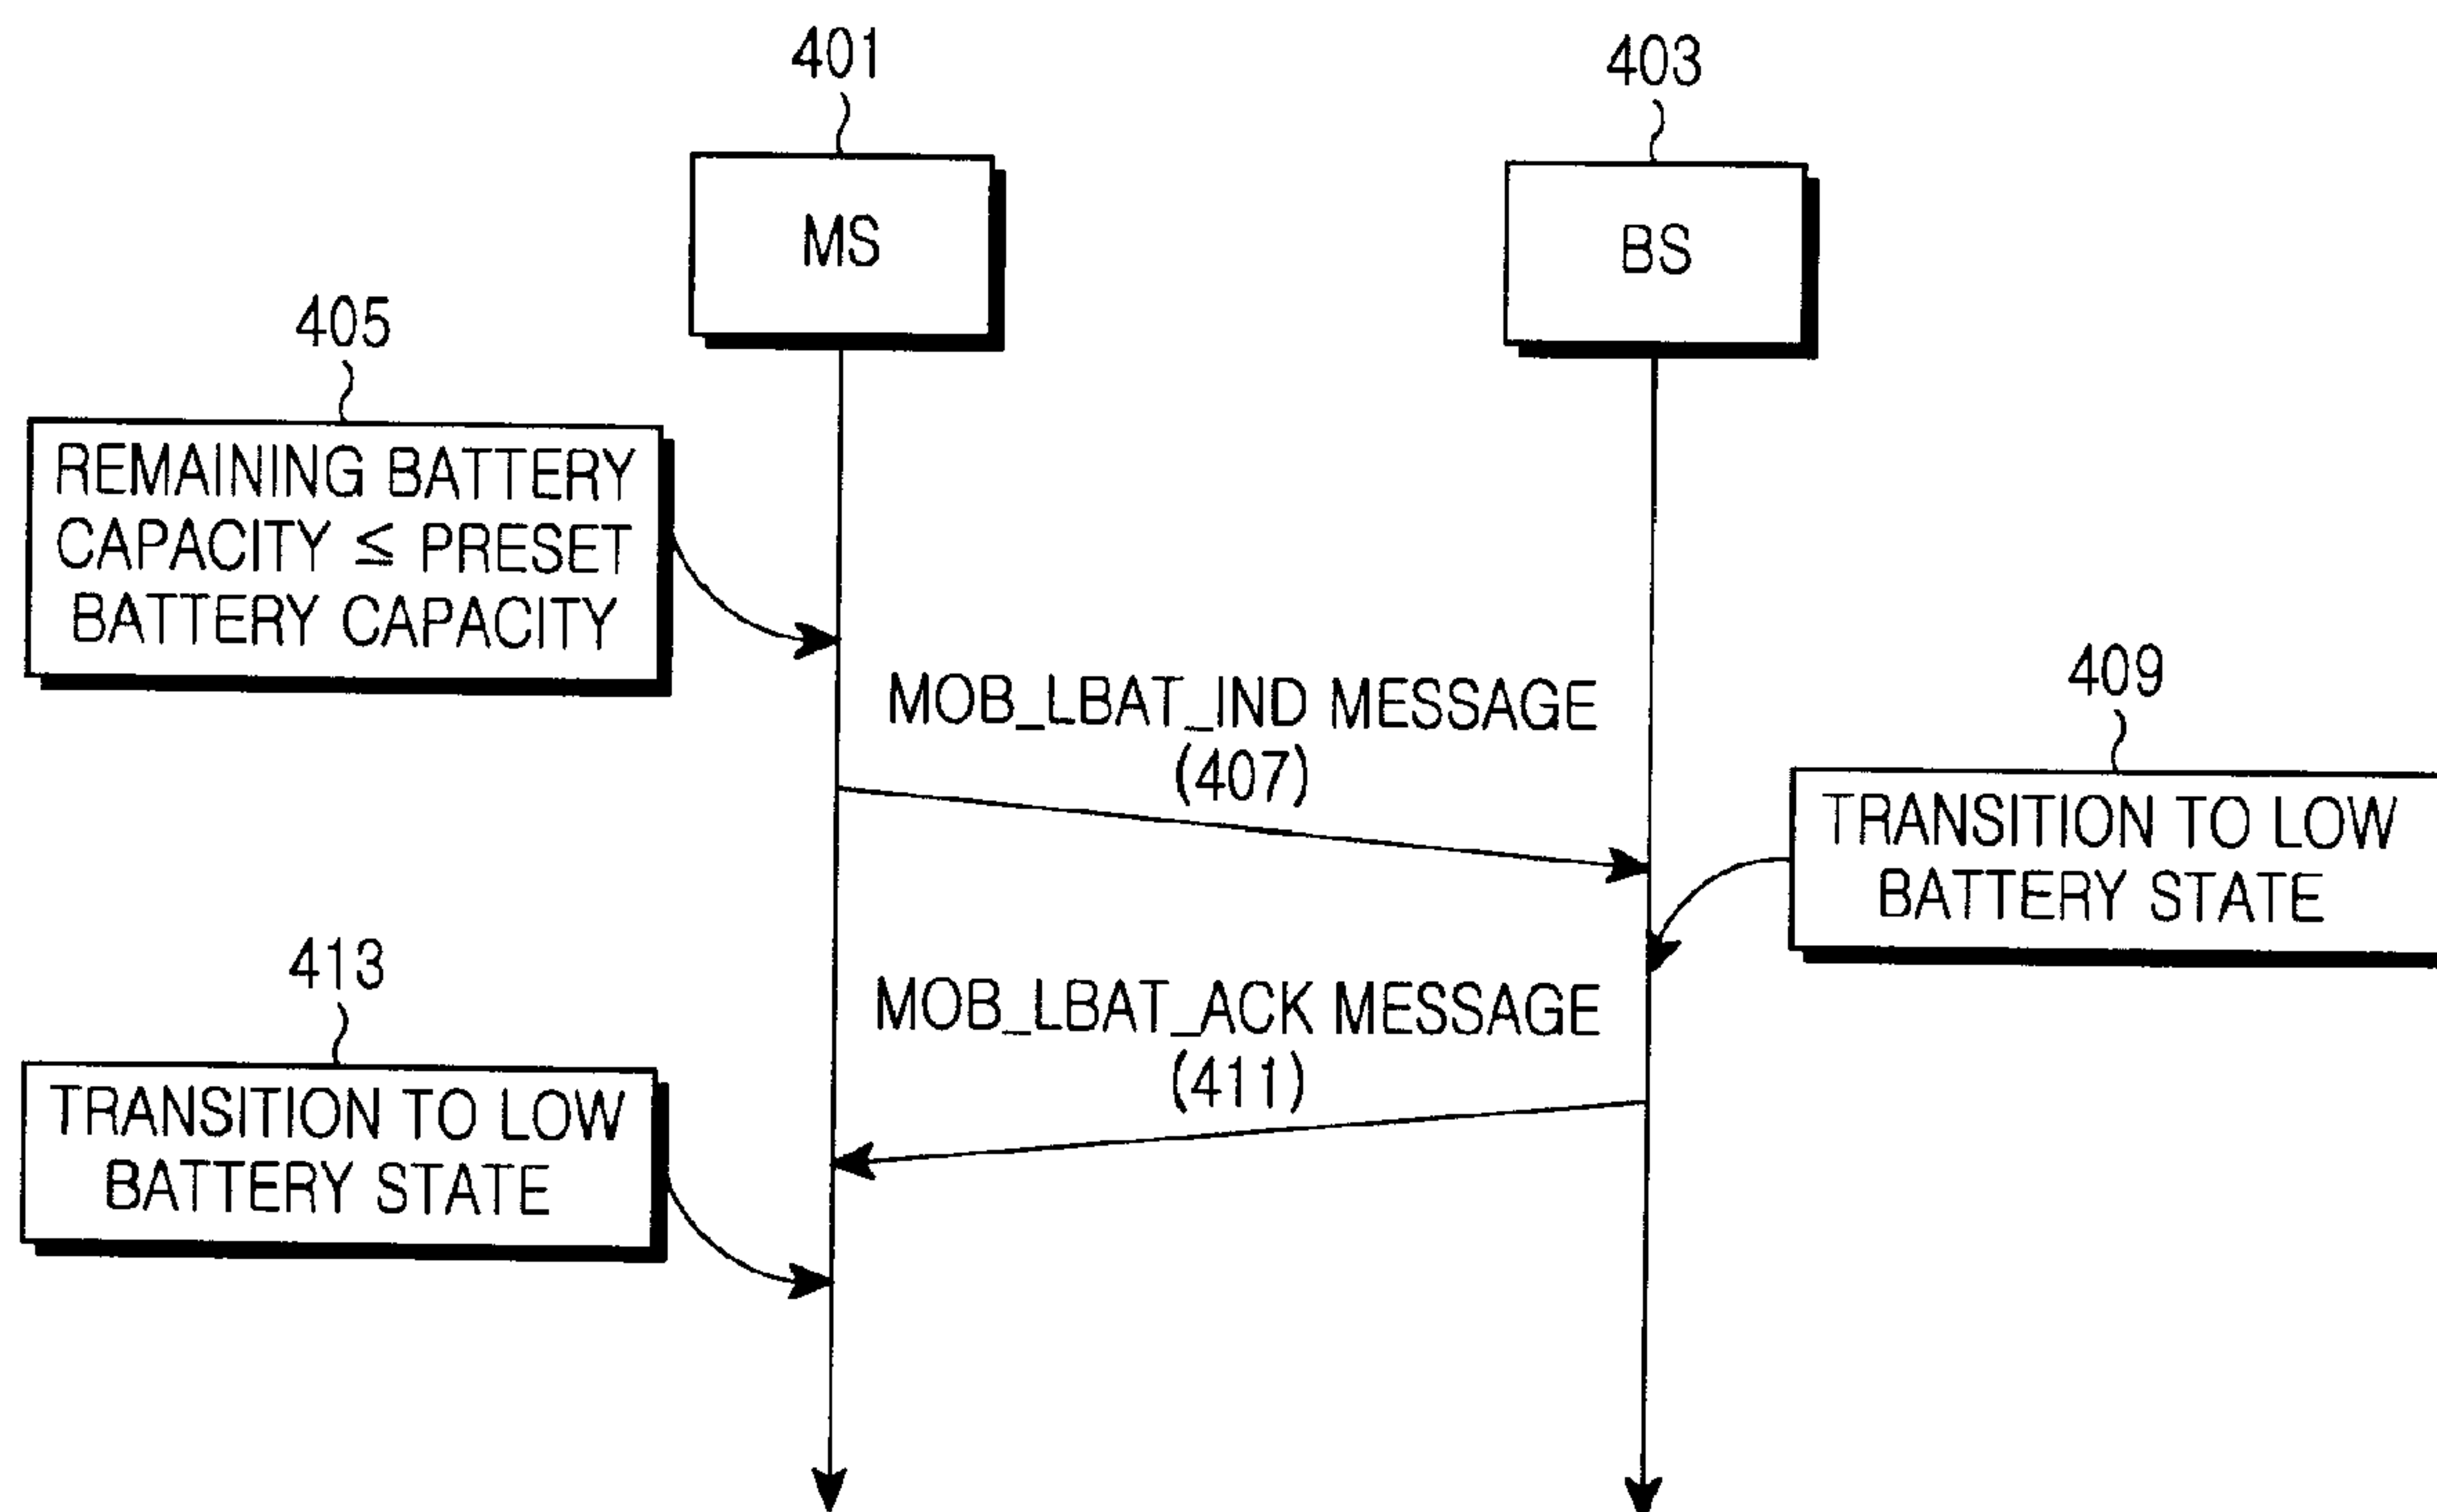 401
403
MS
BS
405
REMAINING BATTERY
CAPACITY ≦ PRESET
BATTERY CAPACITY
MOB_LBAT_IND MESSAGE
(407)
409
TRANSITION TO LOW
BATTERY STATE
MOB_LBAT_ACK MESSAGE
(411)
413
TRANSITION TO LOW
BATTERY STATE